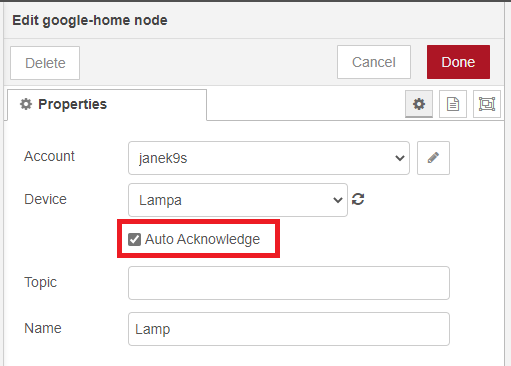 Edit google-home node
Delete
Cancel
Done
Properties
Account
janek9s
Device
Lampa
Auto Acknowledge
Topic
Name
Lamp